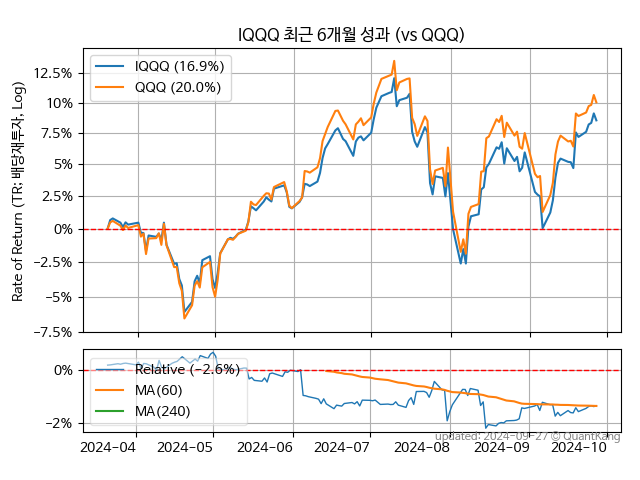 IQQQ 최근 6개월 성과 (vs QQQ)
Rate of Return (TR: 배당재투자, Log)
IQQQ (16.9%)
QQQ (20.0%)
12.5%
10%
7.5%
5%
2.5%
0%
−2.5%
−5%
−7.5%
0%
−2%
Relative (−2.6%)
MA(60)
MA(240)
updated: 2024-09-27 © QuantKang
2024-04
2024-05
2024-06
2024-07
2024-08
2024-09
2024-10